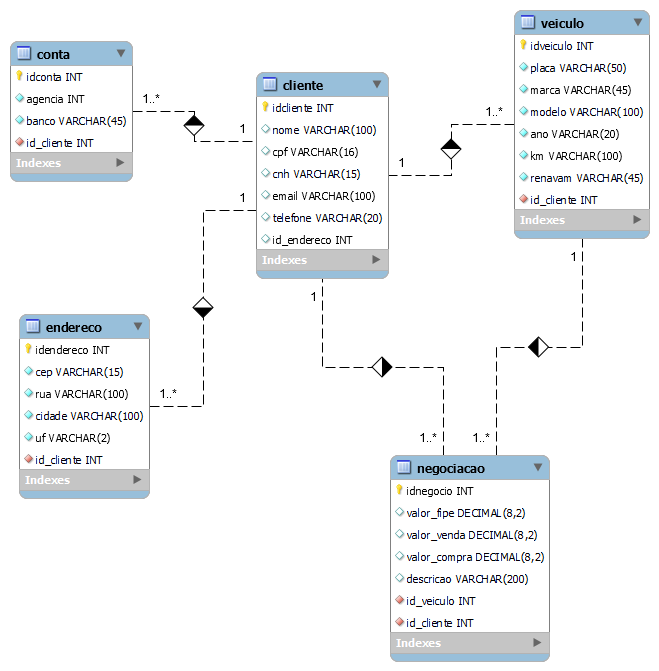 conta
idconta INT
agencia INT
banco VARCHAR(45)
id_cliente INT
Indexes
1..*
1
cliente
idcliente INT
nome VARCHAR(100)
cpf VARCHAR(16)
cnh VARCHAR(15)
email VARCHAR(100)
telefone VARCHAR(20)
id_endereco INT
Indexes
1
1..*
veiculo
idveiculo INT
placa VARCHAR(50)
marca VARCHAR(45)
modelo VARCHAR(100)
ano VARCHAR(20)
km VARCHAR(100)
renavam VARCHAR(45)
id_cliente INT
Indexes
1
1
1
endereco
idendereco INT
cep VARCHAR(15)
rua VARCHAR(100)
cidade VARCHAR(100)
uf VARCHAR(2)
id_cliente INT
Indexes
1..*
1..*
1..*
negociacao
idnegocio INT
valor_fipe DECIMAL(8,2)
valor_venda DECIMAL(8,2)
valor_compra DECIMAL(8,2)
descricao VARCHAR(200)
id_veiculo INT
id_cliente INT
Indexes